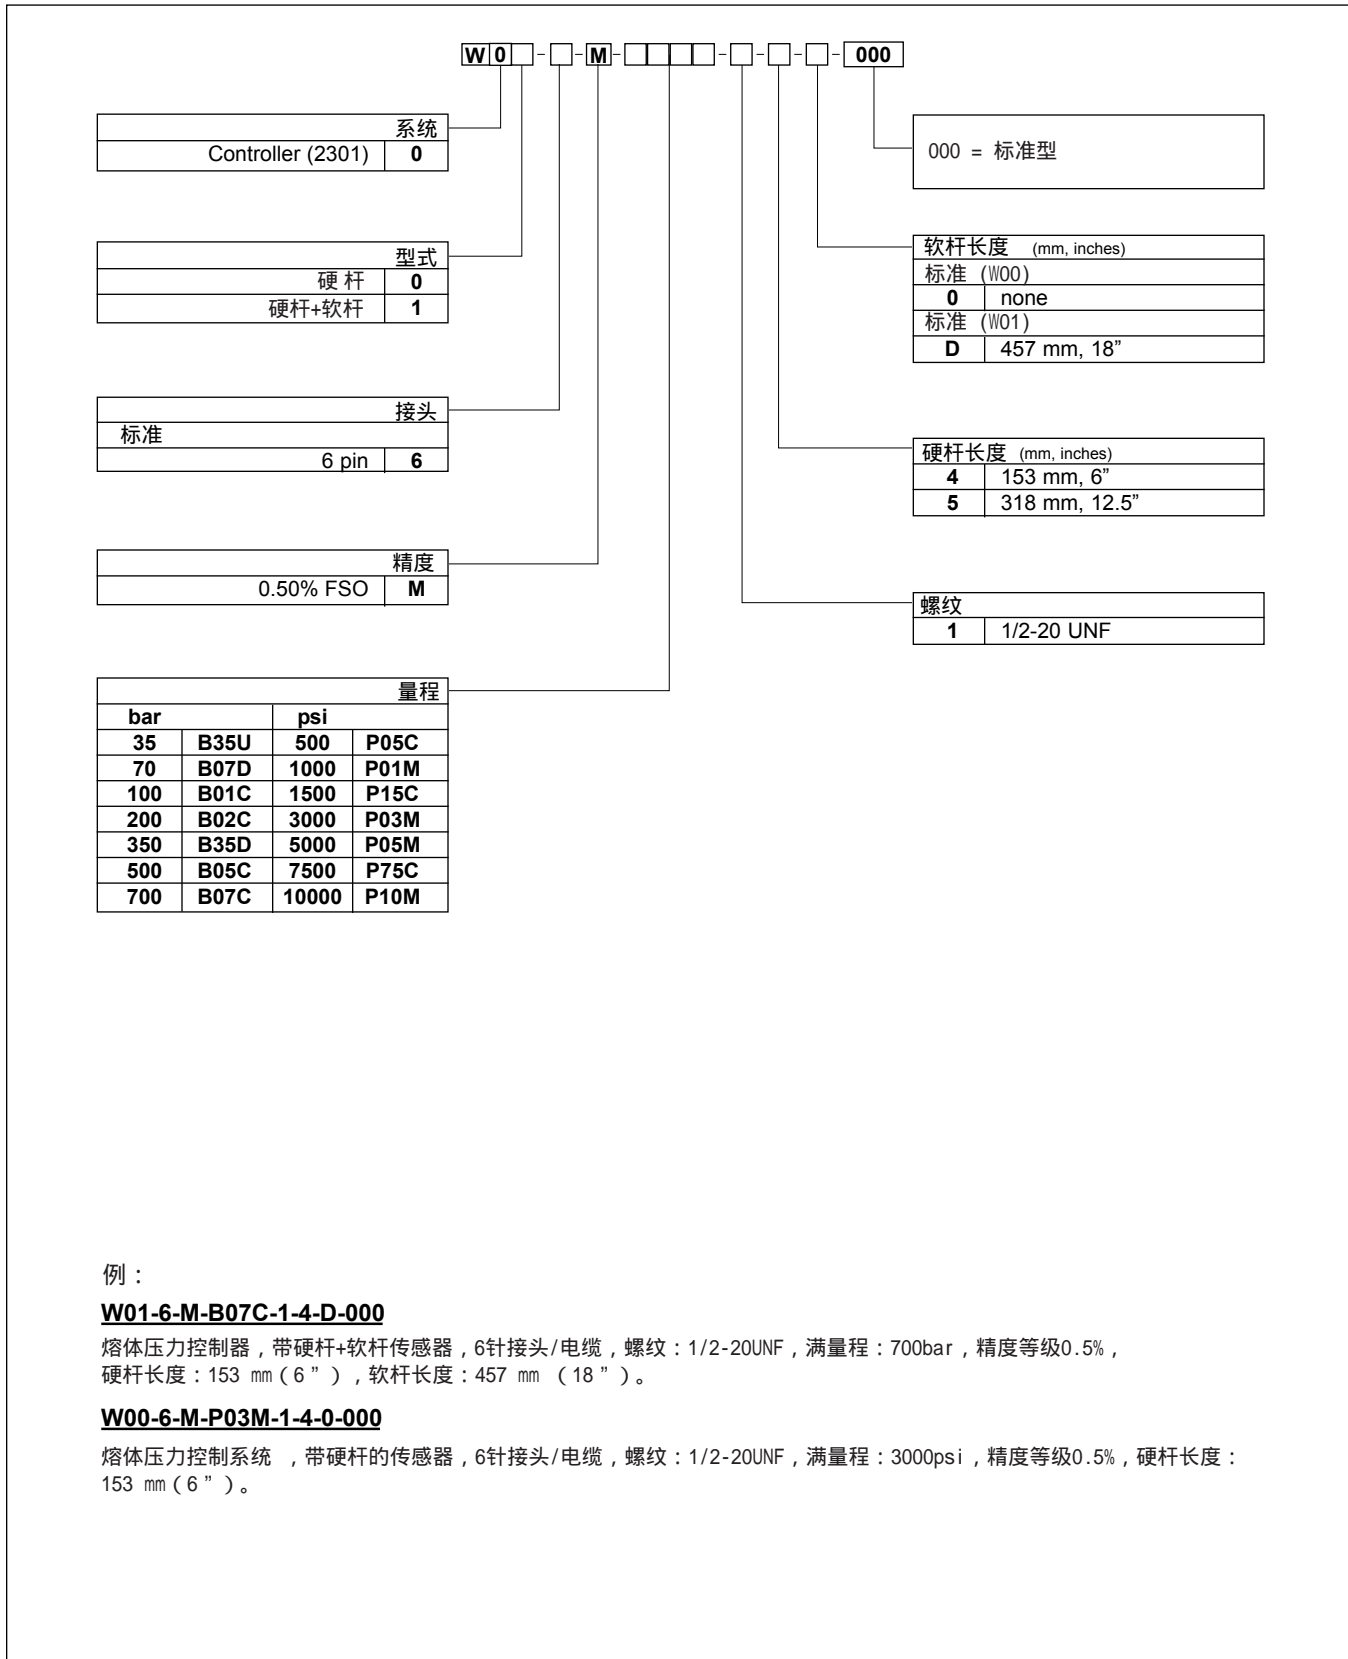 W0□-□-M-□□□□-□-□-□-000
系统
Controller (2301) 0
型式
硬 杆 0
硬杆+软杆 1
接头
标准
6 pin 6
精度
0.50% FSO M
量程
bar psi
35 B35U 500 P05C
70 B07D 1000 P01M
100 B01C 1500 P15C
200 B02C 3000 P03M
350 B35D 5000 P05M
500 B05C 7500 P75C
700 B07C 10000 P10M
000 = 标准型
软杆长度 (mm, inches)
标准 (W00)
0 none
标准 (W01)
D 457 mm, 18”
硬杆长度 (mm, inches)
4 153 mm, 6”
5 318 mm, 12.5”
螺纹
1 1/2-20 UNF
例：
W01-6-M-B07C-1-4-D-000
熔体压力控制器，带硬杆+软杆传感器，6针接头/电缆，螺纹：1/2-20UNF，满量程：700bar，精度等级0.5%，
硬杆长度：153 mm（6”），软杆长度：457 mm （18”）。
W00-6-M-P03M-1-4-0-000
熔体压力控制系统 ，带硬杆的传感器，6针接头/电缆，螺纹：1/2-20UNF，满量程：3000psi，精度等级0.5%，硬杆长度：
153 mm（6”）。